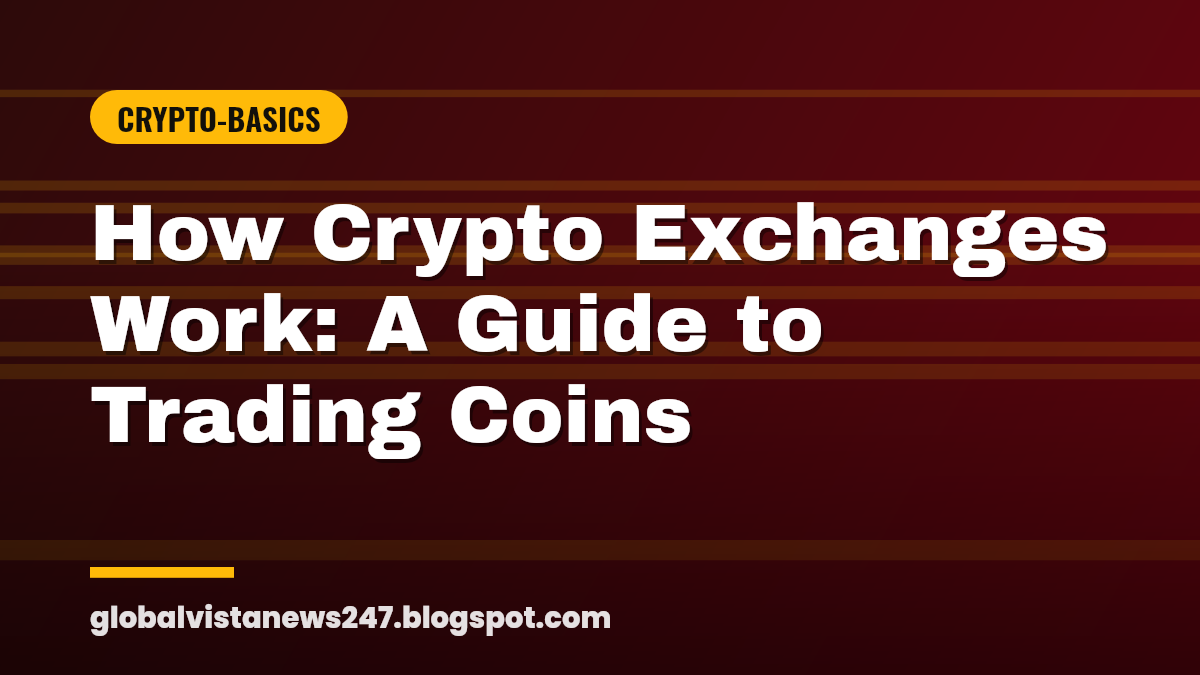 CRYPTO-BASICS
How Crypto Exchanges
Work: A Guide to
Trading Coins
globalvistanews247.blogspot.com